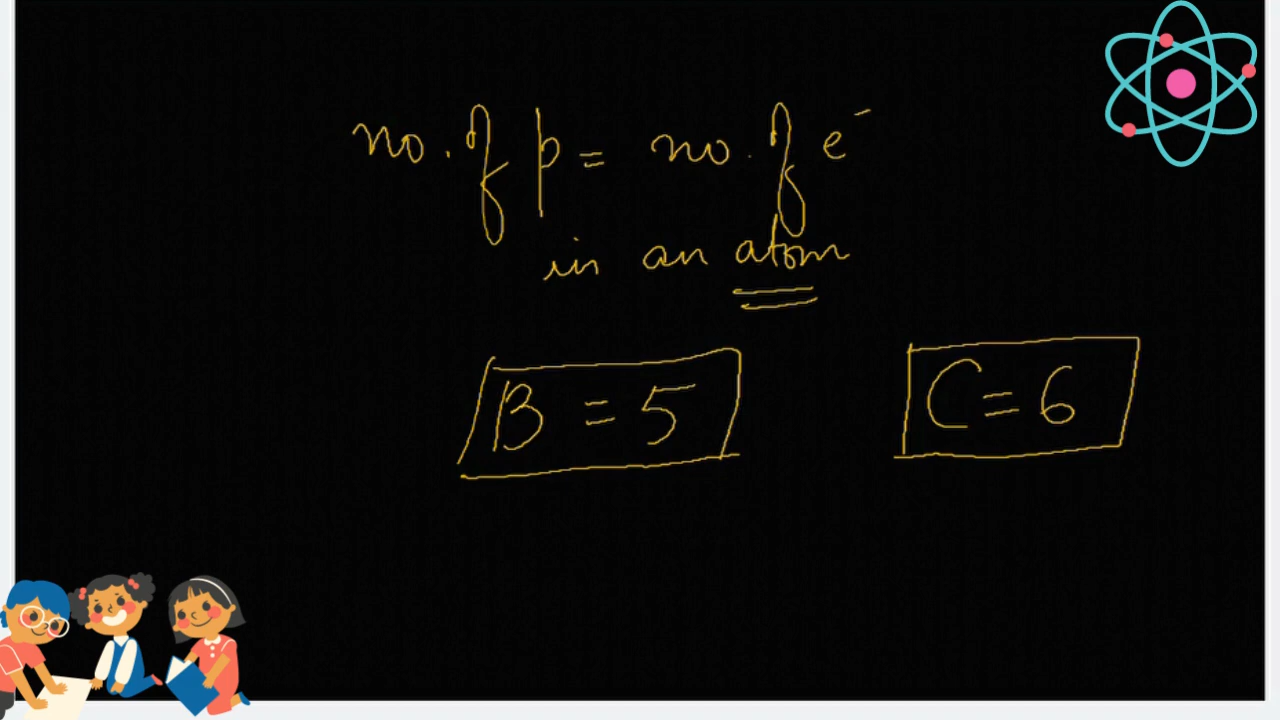 no. of p = no. of e⁻
in an atom
B = 5
C = 6